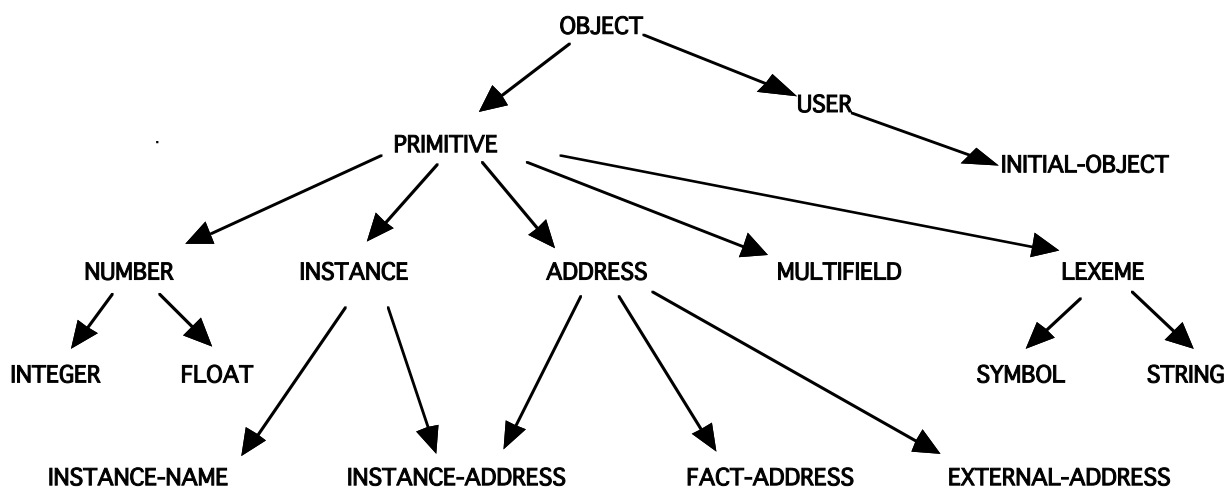 OBJECT
USER
PRIMITIVE
INITIAL-OBJECT
NUMBER INSTANCE ADDRESS MULTIFIELD LEXEME
INTEGER FLOAT SYMBOL STRING
INSTANCE-NAME INSTANCE-ADDRESS FACT-ADDRESS EXTERNAL-ADDRESS